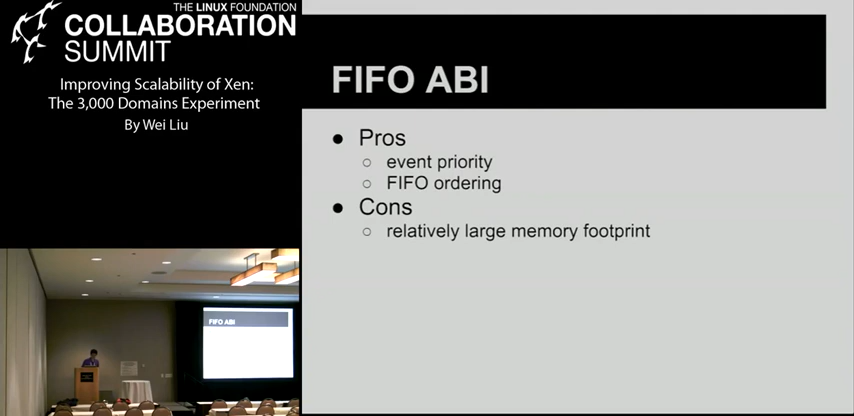 THE LINUX FOUNDATION
COLLABORATION
SUMMIT
Improving Scalability of Xen:
The 3,000 Domains Experiment
By Wei Liu
FIFO ABI
● Pros
○ event priority
○ FIFO ordering
● Cons
○ relatively large memory footprint
FIFO ABI